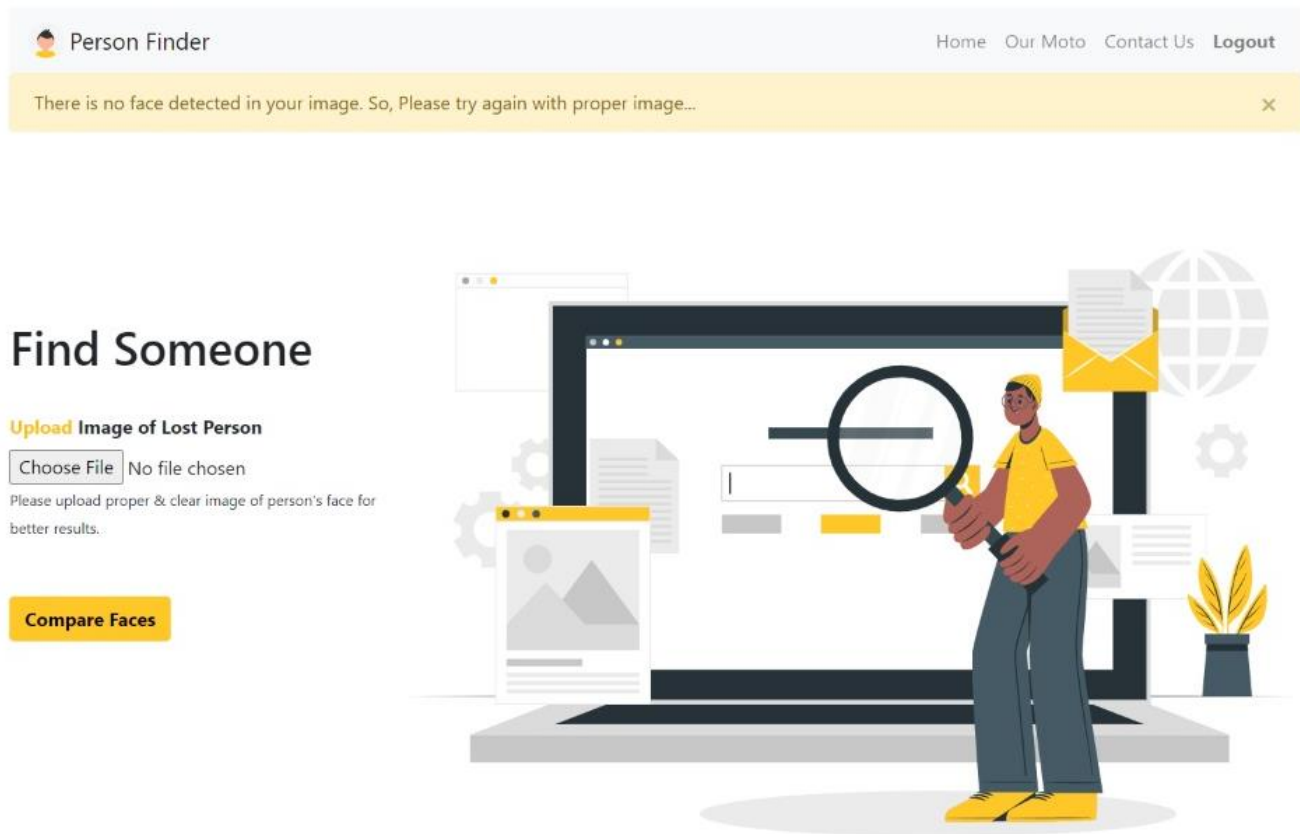 Person Finder
Home Our Moto Contact Us Logout
There is no face detected in your image. So, Please try again with proper image...
×
Find Someone
Upload Image of Lost Person
Choose File No file chosen
Please upload proper & clear image of person's face for
better results.
Compare Faces